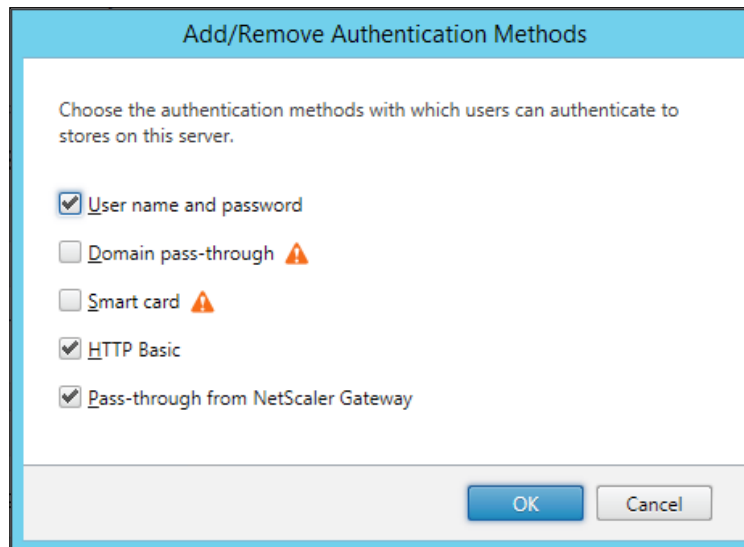 Add/Remove Authentication Methods
Choose the authentication methods with which users can authenticate to
stores on this server.
User name and password
Domain pass-through
Smart card
HTTP Basic
Pass-through from NetScaler Gateway
OK
Cancel